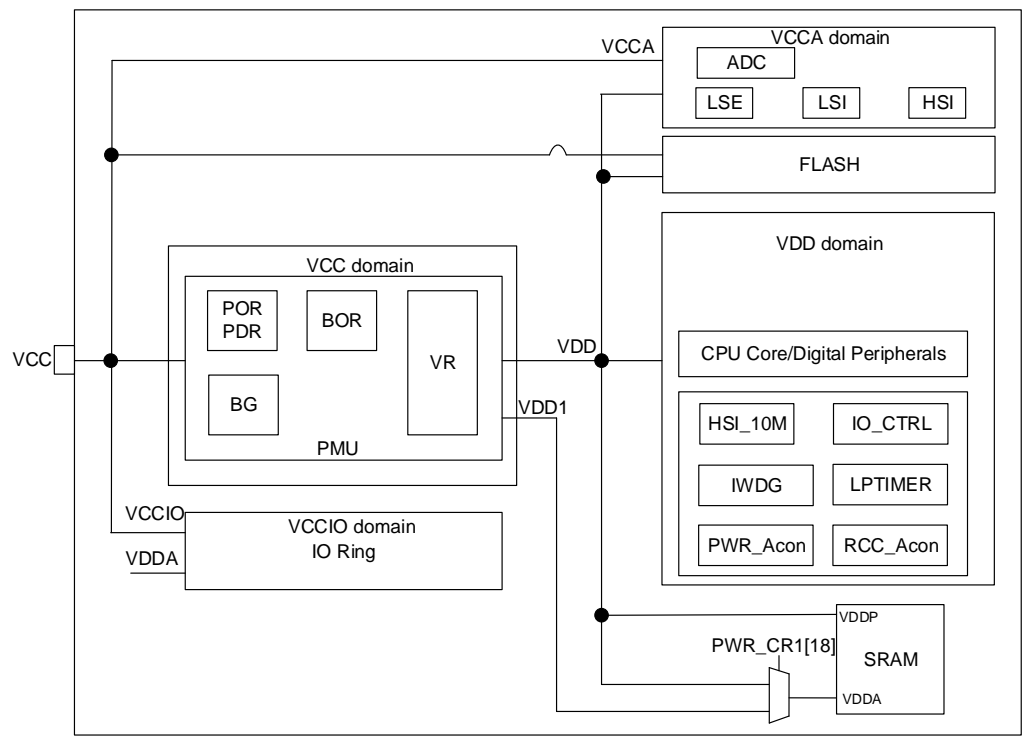 VCCA
VCCA domain
ADC
LSE
LSI
HSI
FLASH
VDD domain
VCC domain
POR
PDR
BOR
VR
BG
PMU
VCC
VDD
VDD1
CPU Core/Digital Peripherals
HSI_10M
IO_CTRL
IWDG
LPTIMER
PWR_Acon
RCC_Acon
VCCIO
VDDA
VCCIO domain
IO Ring
PWR_CR1[18]
VDDP
SRAM
VDDA